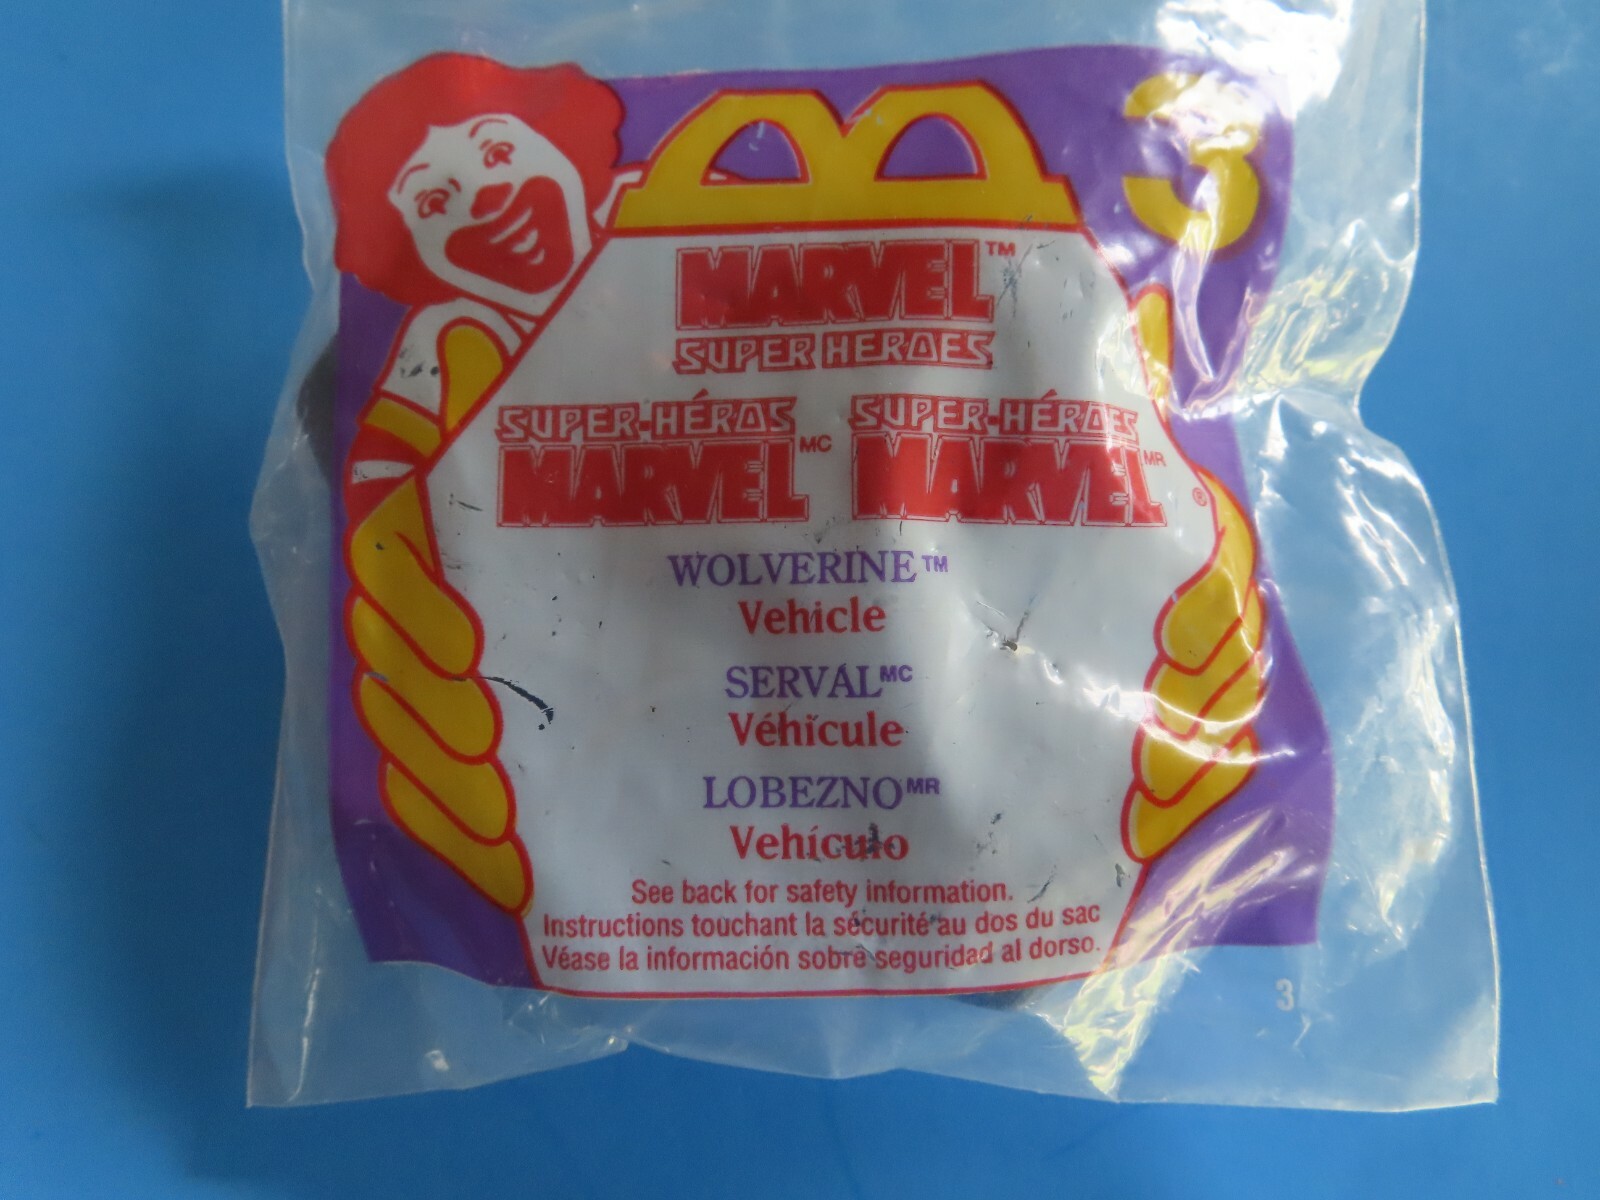 3
MARVEL™
SUPER HEROES
SUPER-HÉROS
MARVEL MC
SUPER-HÉROES
MARVEL MR
®
WOLVERINE™
Vehicle
SERVAL MC
Véhicule
LOBEZNO MR
Vehículo
See back for safety information.
Instructions touchant la sécurité au dos du sac
Véase la información sobre seguridad al dorso.
3